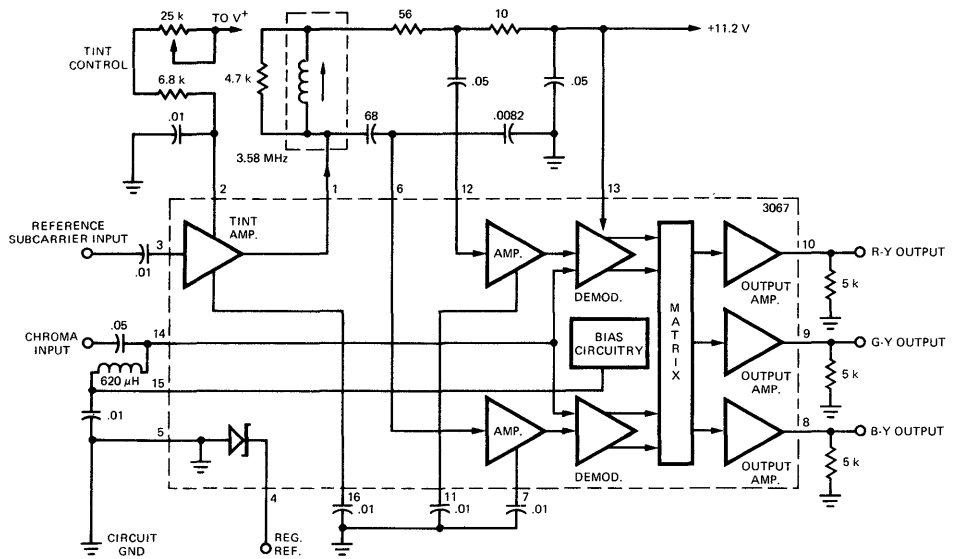 25 k
TO V+
56
10
+11.2 V
TINT
CONTROL
6.8 k
4.7 k
.05
.05
.01
68
.0082
3.58 MHz
2
1
6
12
13
3067
REFERENCE
SUBCARRIER INPUT
3
.01
TINT
AMP.
AMP.
DEMOD.
10
R-Y OUTPUT
OUTPUT
AMP.
5 k
CHROMA
INPUT
.05
14
620 µH
15
BIAS
CIRCUITRY
MATRIX
9
G-Y OUTPUT
OUTPUT
AMP.
5 k
.01
5
AMP.
DEMOD.
8
B-Y OUTPUT
OUTPUT
AMP.
5 k
4
16
.01
11
.01
7
.01
CIRCUIT
GND
REG.
REF.